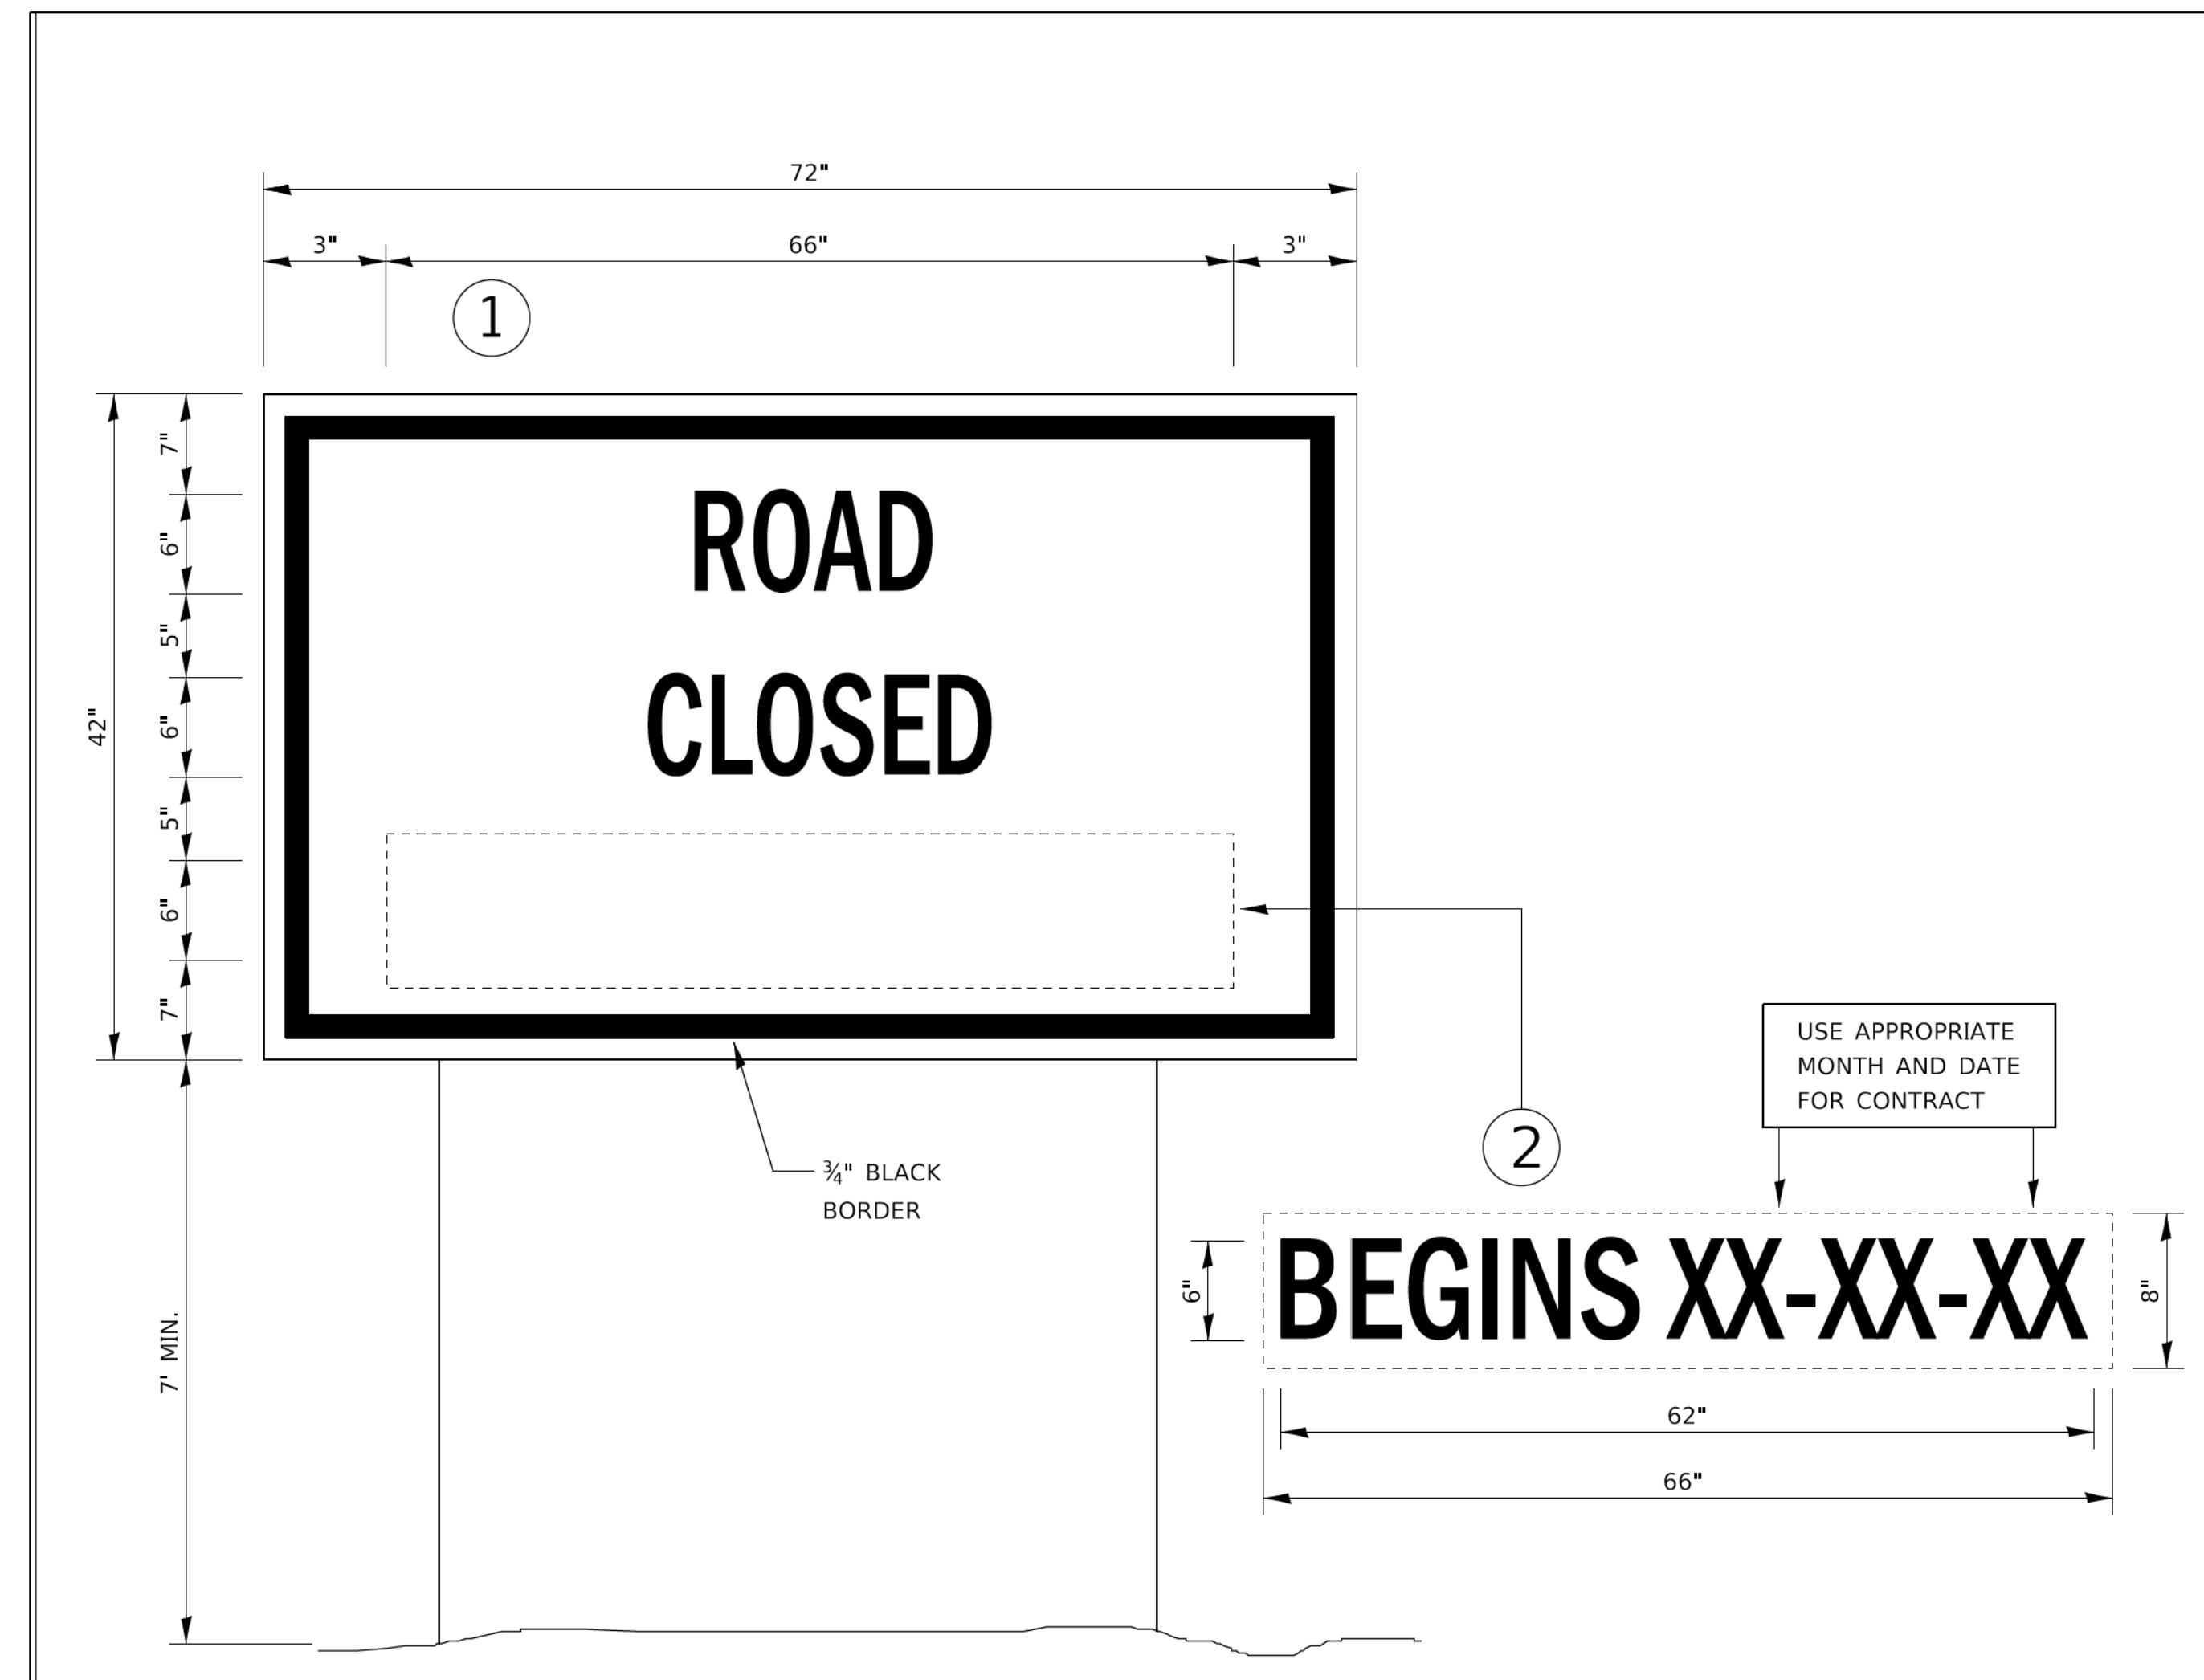 72"
3" 66" 3"
1
7"
6"
5"
6"
5"
6"
7"
42"
ROAD
CLOSED
2
¾" BLACK
BORDER
7' MIN.
USE APPROPRIATE
MONTH AND DATE
FOR CONTRACT
6"
BEGINS XX-XX-XX
8"
62"
66"